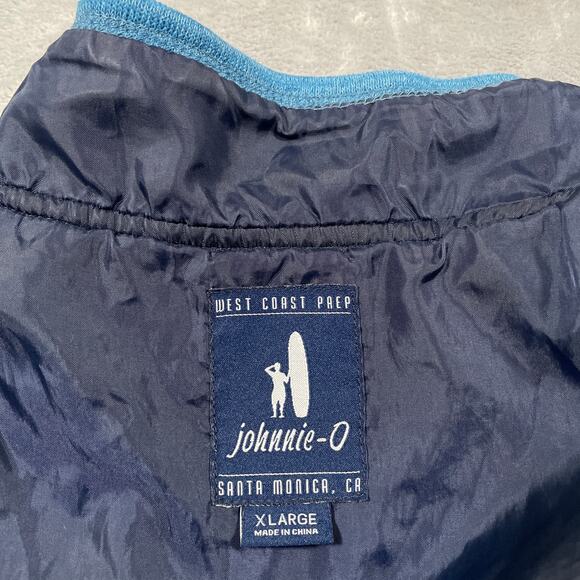 WEST COAST PREP
johnnie-O
SANTA MONICA, CA
XLARGE
MADE IN CHINA